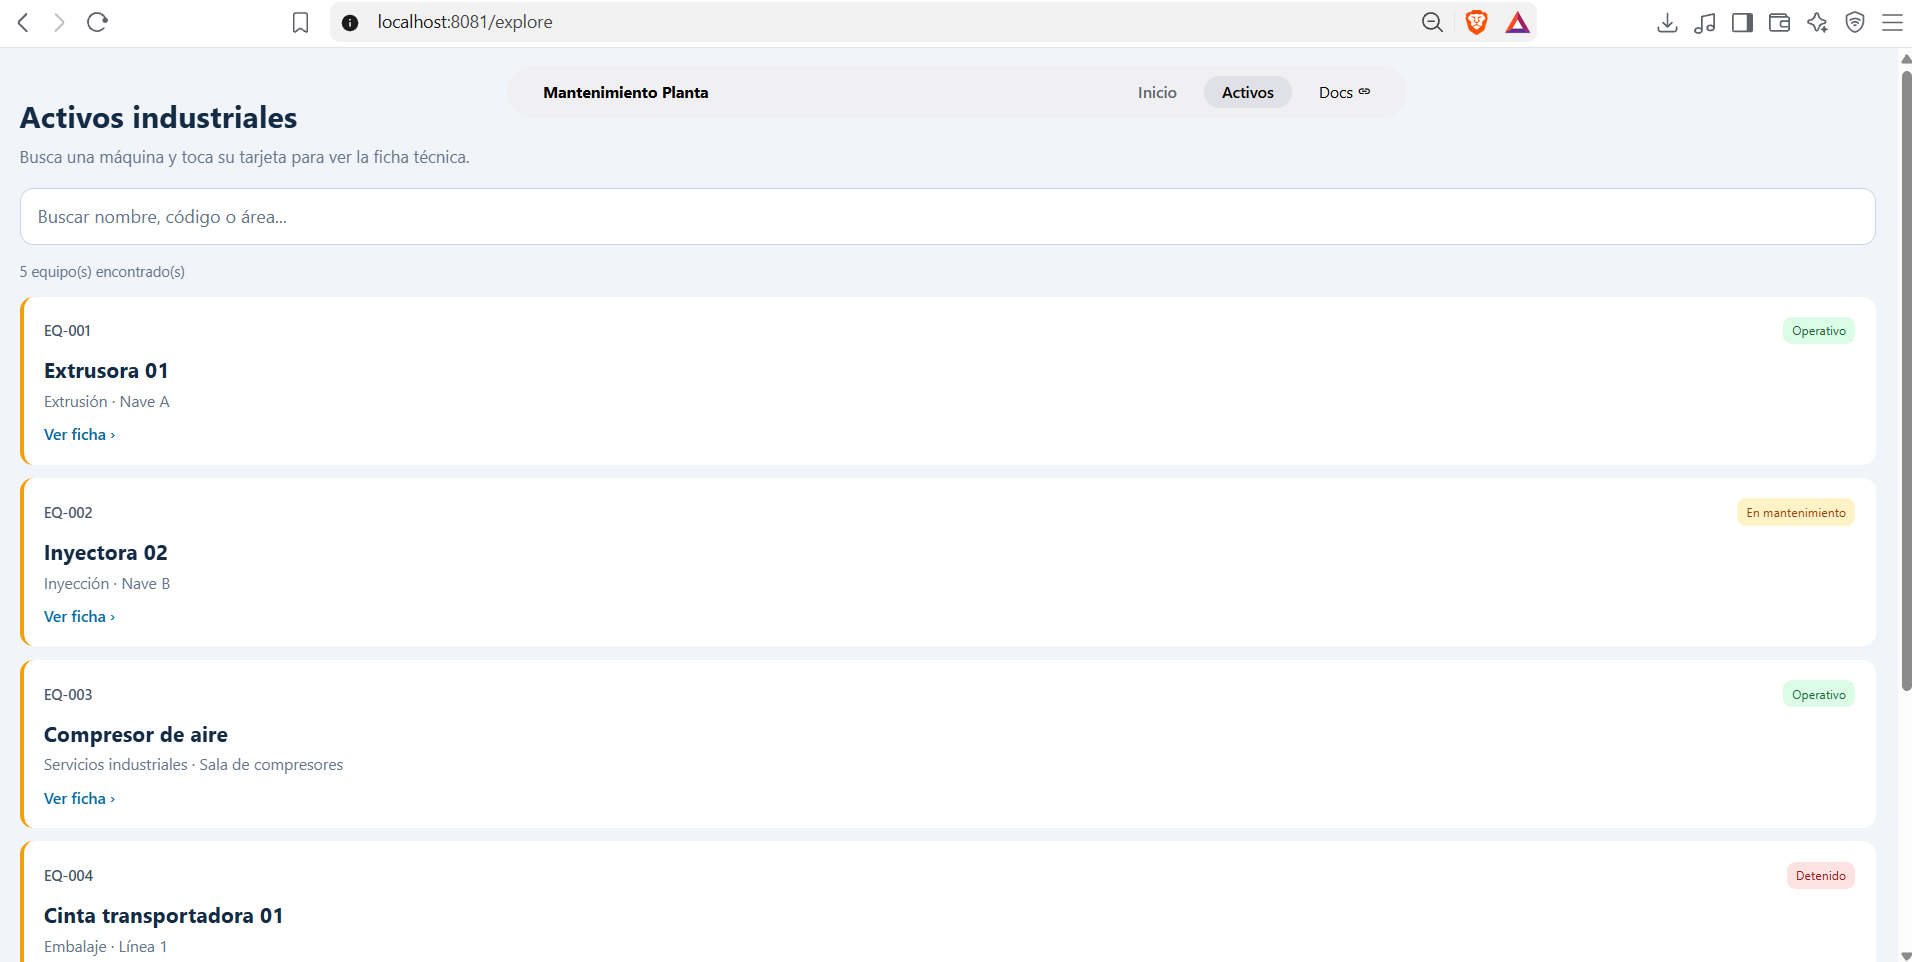 localhost:8081/explore
Mantenimiento Planta
Inicio
Activos
Docs
Activos industriales
Busca una máquina y toca su tarjeta para ver la ficha técnica.
Buscar nombre, código o área...
5 equipo(s) encontrado(s)
EQ-001
Operativo
Extrusora 01
Extrusión · Nave A
Ver ficha ›
EQ-002
En mantenimiento
Inyectora 02
Inyección · Nave B
Ver ficha ›
EQ-003
Operativo
Compresor de aire
Servicios industriales · Sala de compresores
Ver ficha ›
EQ-004
Detenido
Cinta transportadora 01
Embalaje · Línea 1